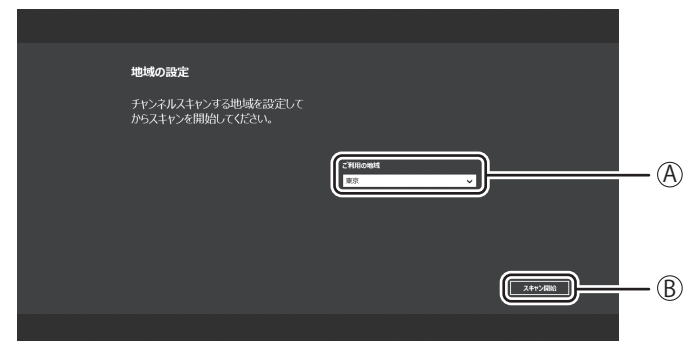 地域の設定
チャンネルスキャンする地域を設定して
からスキャンを開始してください。
ご利用の地域
東京
Ⓐ
スキャン開始
Ⓑ